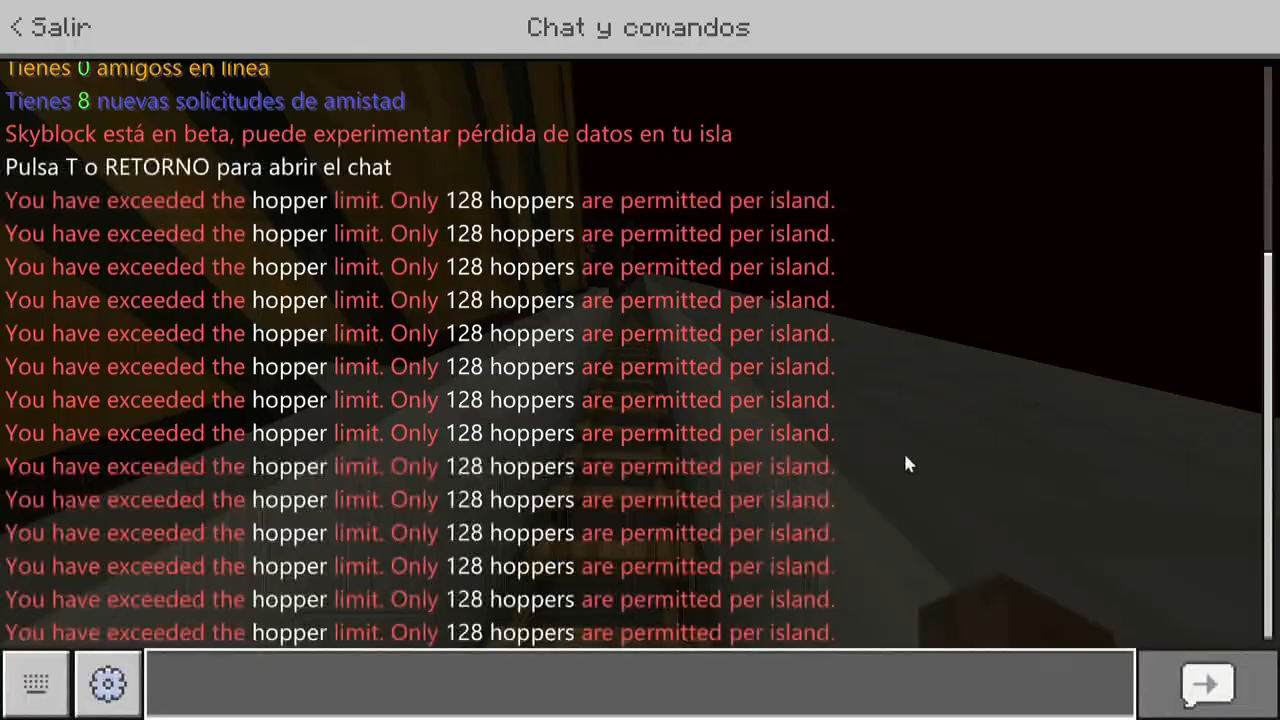 < Salir
Chat y comandos
Tienes 0 amigoss en línea
Tienes 8 nuevas solicitudes de amistad
Skyblock está en beta, puede experimentar pérdida de datos en tu isla
Pulsa T o RETORNO para abrir el chat
You have exceeded the hopper limit. Only 128 hoppers are permitted per island.
You have exceeded the hopper limit. Only 128 hoppers are permitted per island.
You have exceeded the hopper limit. Only 128 hoppers are permitted per island.
You have exceeded the hopper limit. Only 128 hoppers are permitted per island.
You have exceeded the hopper limit. Only 128 hoppers are permitted per island.
You have exceeded the hopper limit. Only 128 hoppers are permitted per island.
You have exceeded the hopper limit. Only 128 hoppers are permitted per island.
You have exceeded the hopper limit. Only 128 hoppers are permitted per island.
You have exceeded the hopper limit. Only 128 hoppers are permitted per island.
You have exceeded the hopper limit. Only 128 hoppers are permitted per island.
You have exceeded the hopper limit. Only 128 hoppers are permitted per island.
You have exceeded the hopper limit. Only 128 hoppers are permitted per island.
You have exceeded the hopper limit. Only 128 hoppers are permitted per island.
You have exceeded the hopper limit. Only 128 hoppers are permitted per island.